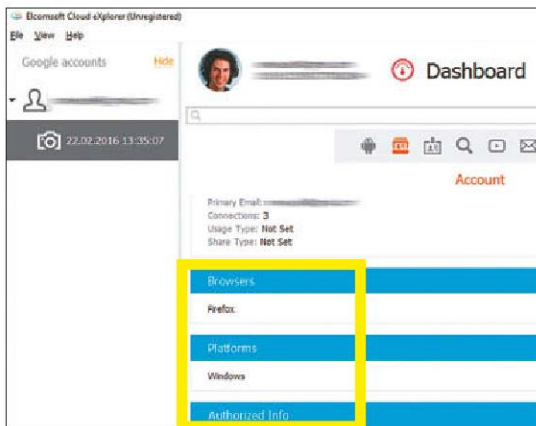 Elcomsoft Cloud eXplorer (Unregistered)
File View Help
Google accounts Hide
Dashboard
22.02.2016 13:35:07
Account
Primary Email:
Connections: 3
Usage Type: Not Set
Share Type: Not Set
Browsers
Firefox
Platforms
Windows
Authorized Info